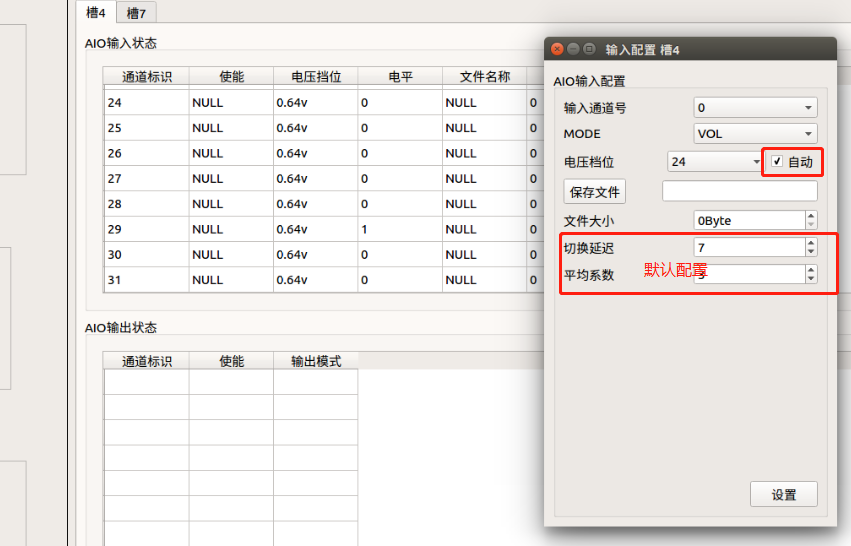 槽4 槽7
AIO输入状态
通道标识 使能 电压挡位 电平 文件名称
24 NULL 0.64v 0 NULL 0
25 NULL 0.64v 0 NULL 0
26 NULL 0.64v 0 NULL 0
27 NULL 0.64v 0 NULL 0
28 NULL 0.64v 0 NULL 0
29 NULL 0.64v 1 NULL 0
30 NULL 0.64v 0 NULL 0
31 NULL 0.64v 0 NULL 0
AIO输出状态
通道标识 使能 输出模式
输入配置 槽4
AIO输入配置
输入通道号 0
MODE VOL
电压档位 24 自动
保存文件
文件大小 0Byte
切换延迟 7
平均系数
默认配置
设置